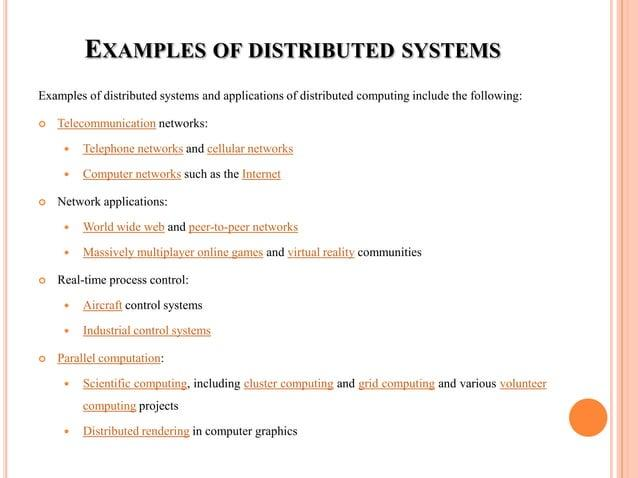 EXAMPLES OF DISTRIBUTED SYSTEMS
Examples of distributed systems and applications of distributed computing include the following:
Telecommunication networks:
Telephone networks and cellular networks
Computer networks such as the Internet
Network applications:
World wide web and peer-to-peer networks
Massively multiplayer online games and virtual reality communities
Real-time process control:
Aircraft control systems
Industrial control systems
Parallel computation:
Scientific computing, including cluster computing and grid computing and various volunteer
computing projects
Distributed rendering in computer graphics